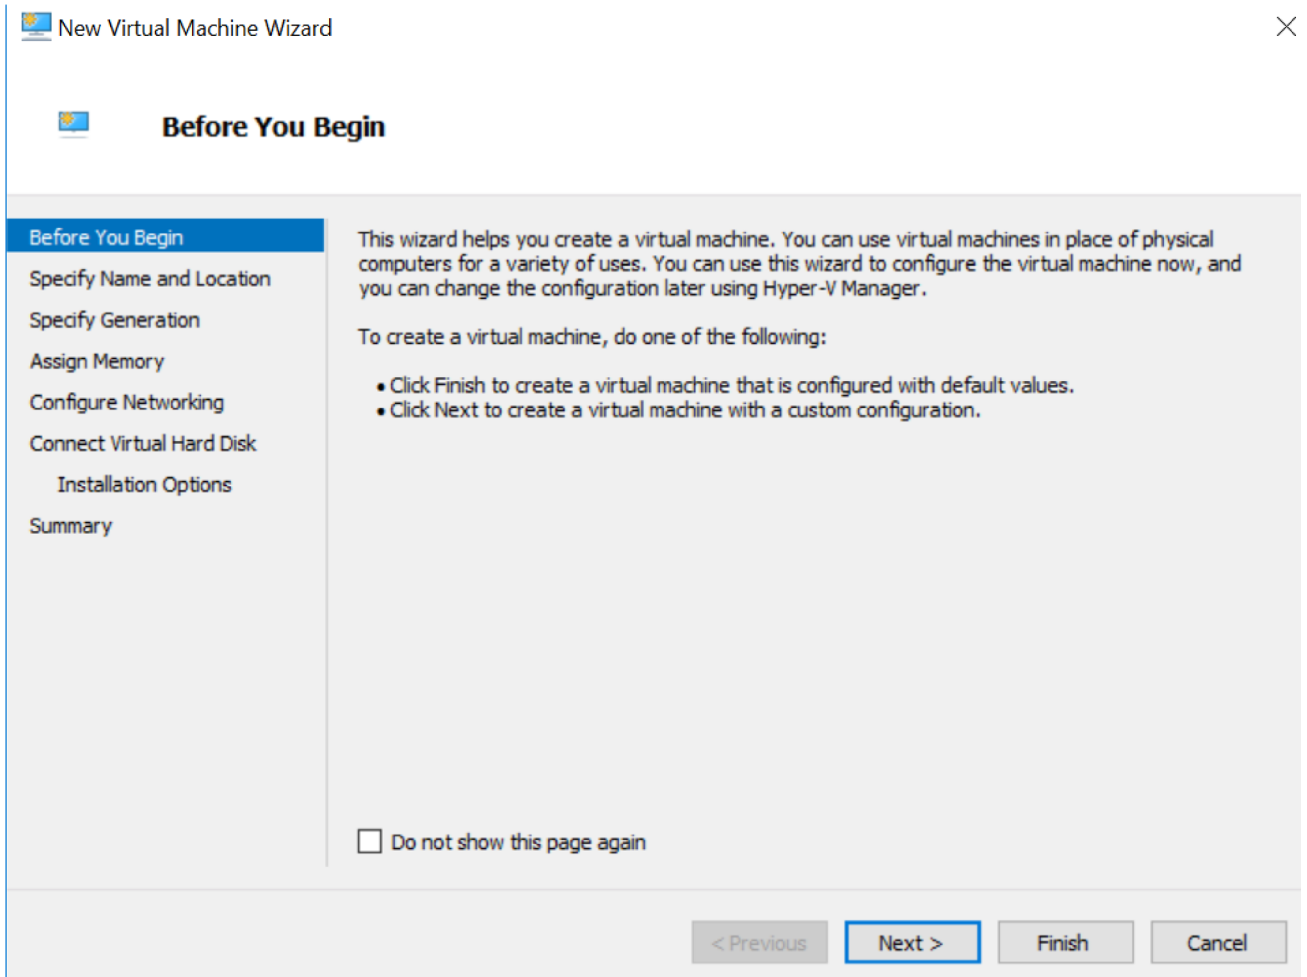 New Virtual Machine Wizard
Before You Begin
Before You Begin
Specify Name and Location
Specify Generation
Assign Memory
Configure Networking
Connect Virtual Hard Disk
Installation Options
Summary
This wizard helps you create a virtual machine. You can use virtual machines in place of physical
computers for a variety of uses. You can use this wizard to configure the virtual machine now, and
you can change the configuration later using Hyper-V Manager.
To create a virtual machine, do one of the following:
• Click Finish to create a virtual machine that is configured with default values.
• Click Next to create a virtual machine with a custom configuration.
Do not show this page again
< Previous
Next >
Finish
Cancel